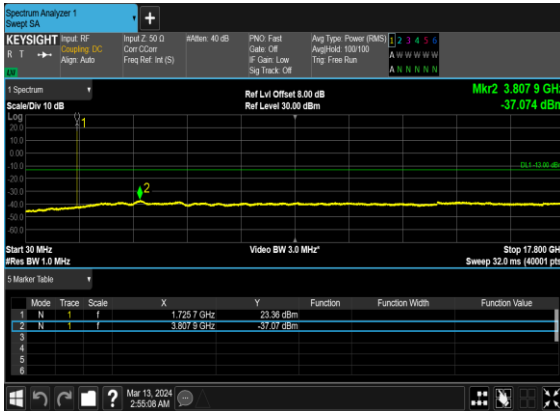 Spectrum Analyzer 1
Swept SA
KEYSIGHT
R T
Input: RF
Coupling: DC
Align: Auto
Input Z: 50 Ω
Corr CCorr
Freq Ref: Int (S)
#Atten: 40 dB
PNO: Fast
Gate: Off
IF Gain: Low
Sig Track: Off
Avg Type: Power (RMS)
Avg|Hold: 100/100
Trig: Free Run
1 2 3 4 5 6
A W W W W W
A N N N N N
1 Spectrum
Scale/Div 10 dB
Ref Lvl Offset 8.00 dB
Ref Level 30.00 dBm
Mkr2 3.807 9 GHz
-37.074 dBm
Log
20.0
10.0
0.00
-10.0
-20.0
-30.0
-40.0
-50.0
-60.0
1
2
DL1 -13.00 dBm
Start 30 MHz
#Res BW 1.0 MHz
Video BW 3.0 MHz*
Stop 17.800 GHz
Sweep 32.0 ms (40001 pts)
5 Marker Table
Mode Trace Scale X Y Function Function Width Function Value
1 N 1 f 1.725 7 GHz 23.36 dBm
2 N 1 f 3.807 9 GHz -37.07 dBm
3
4
5
6
?
Mar 13, 2024
2:55:08 AM